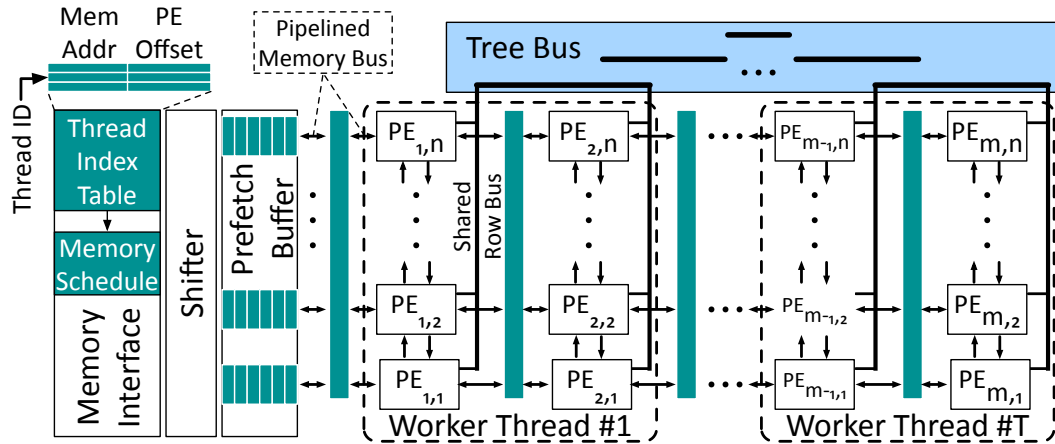 Mem
Addr
PE
Offset
Pipelined
Memory Bus
Tree Bus
...
Thread ID
Thread
Index
Table
Memory
Schedule
Memory
Interface
Shifter
Prefetch
Buffer
Shared
Row Bus
PE1,n
PE2,n
PEm-1,n
PEm,n
PE1,2
PE2,2
PEm-1,2
PEm,2
PE1,1
PE2,1
PEm-1,1
PEm,1
Worker Thread #1
Worker Thread #T